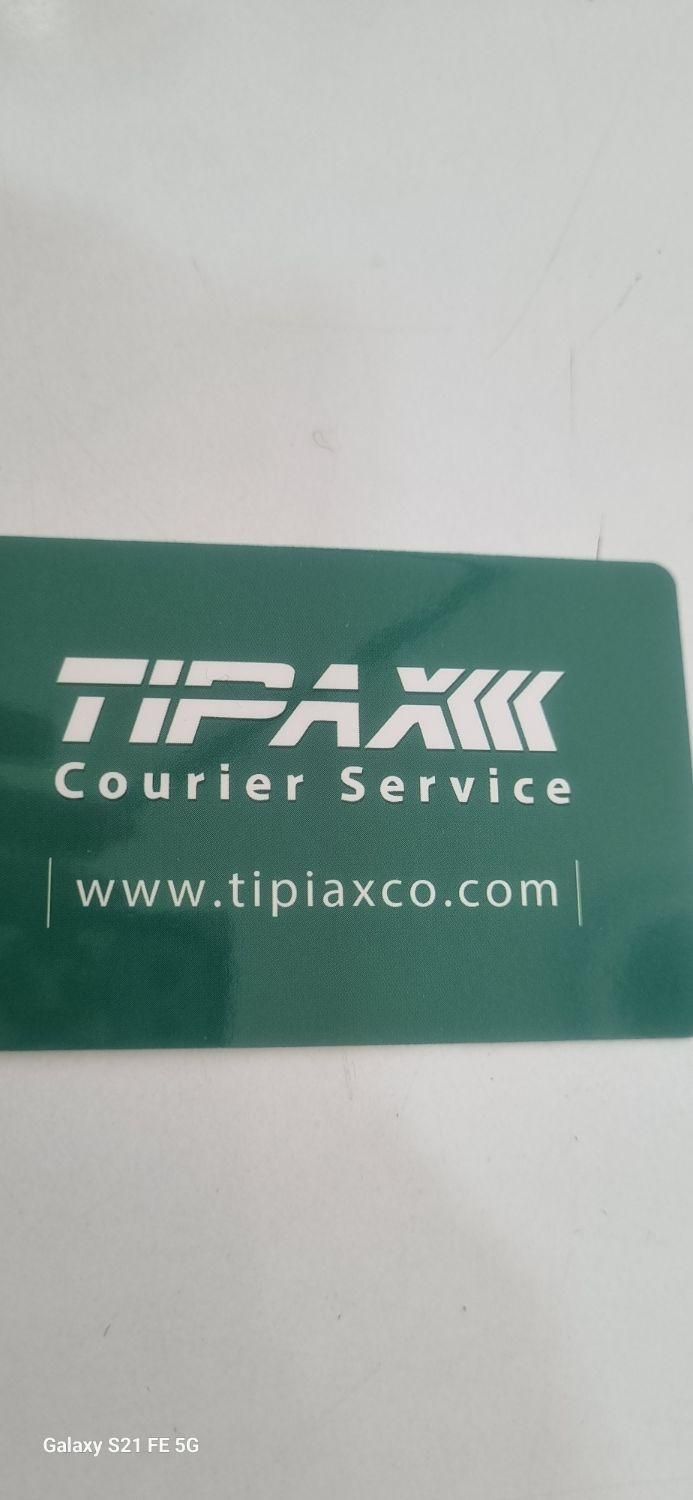 TIPAX
Courier Service
www.tipiaxco.com
Galaxy S21 FE 5G